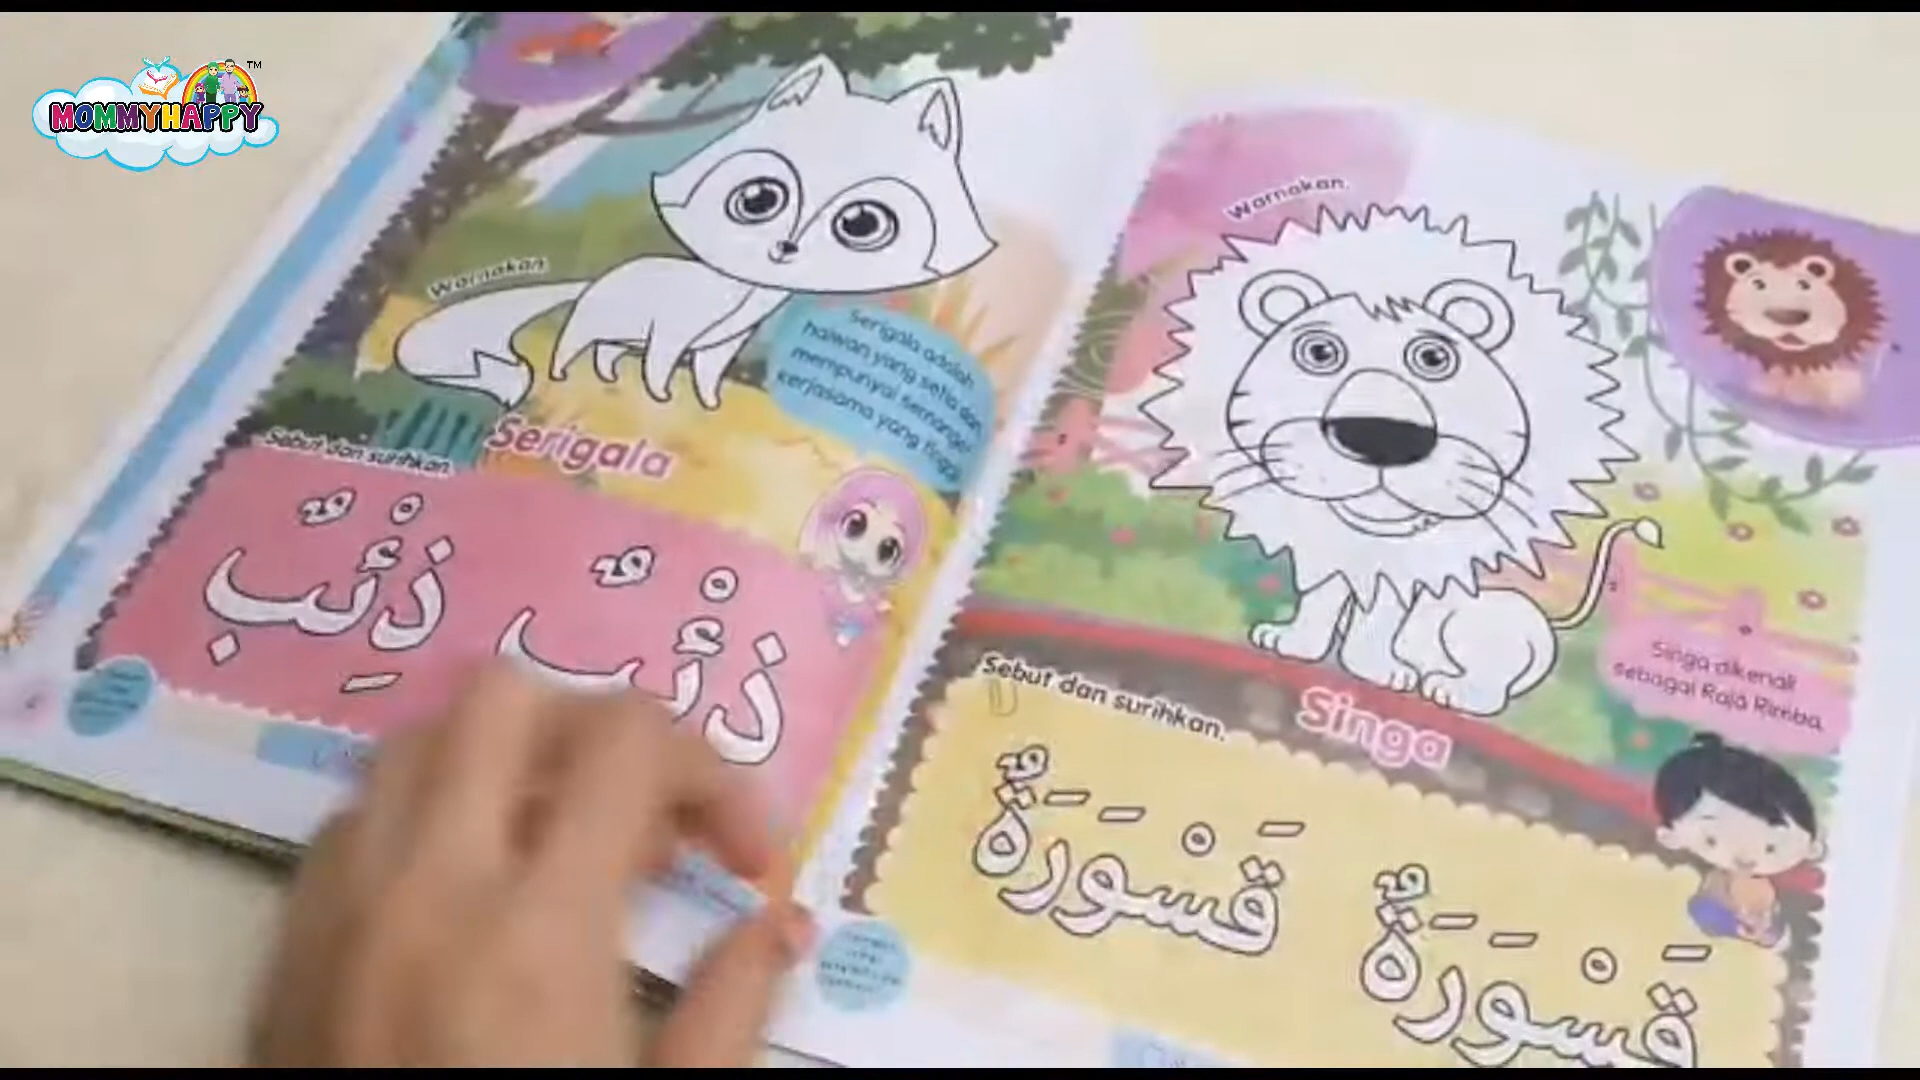 MOMMYHAPPY
TM
Warnakan.
Serigala adalah
haiwan yang setia dan
mempunyai semangat
kerjasama yang tinggi.
Serigala
Sebut dan surihkan.
ذِئْبٌ ذِئْبٌ
Warnakan.
Singa dikenali
sebagai Raja Rimba.
Singa
Sebut dan surihkan.
قَسْوَرَةٌ قَسْوَرَةٌ